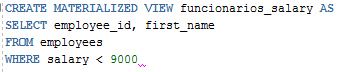 CREATE MATERIALIZED VIEW funcionarios_salary AS
SELECT employee_id, first_name
FROM employees
WHERE salary < 9000